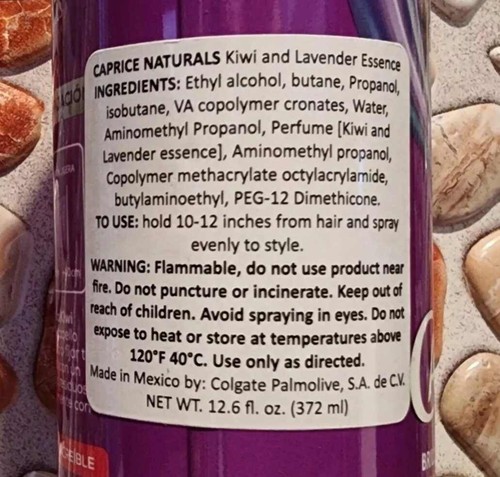 CAPRICE NATURALS Kiwi and Lavender Essence
INGREDIENTS: Ethyl alcohol, butane, Propanol,
isobutane, VA copolymer cronates, Water,
Aminomethyl Propanol, Perfume [Kiwi and
Lavender essence], Aminomethyl propanol,
Copolymer methacrylate octylacrylamide,
butylaminoethyl, PEG-12 Dimethicone.
TO USE: hold 10-12 inches from hair and spray
evenly to style.
WARNING: Flammable, do not use product near
fire. Do not puncture or incinerate. Keep out of
reach of children. Avoid spraying in eyes. Do not
expose to heat or store at temperatures above
120°F 40°C. Use only as directed.
Made in Mexico by: Colgate Palmolive, S.A. de C.V.
NET WT. 12.6 fl. oz. (372 ml)